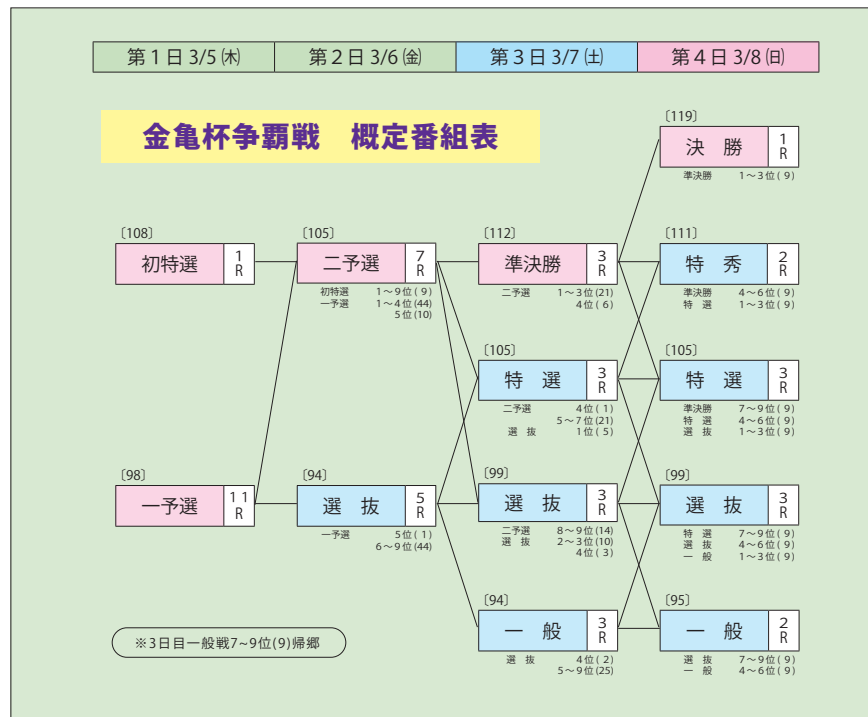 第1日 3/5㈭ 第2日 3/6㈮ 第3日 3/7㈯ 第4日 3/8㈰
金亀杯争覇戦 概定番組表
〔119〕
決勝 1R
準決勝 1～3位(9)
〔108〕
初特選 1R
〔105〕
二予選 7R
初特選 1～9位(9)
一予選 1～4位(44)
5位(10)
〔112〕
準決勝 3R
二予選 1～3位(21)
4位(6)
〔111〕
特秀 2R
準決勝 4～6位(9)
特選 1～3位(9)
〔105〕
特選 3R
二予選 4位(1)
5～7位(21)
選抜 1位(5)
〔105〕
特選 3R
準決勝 7～9位(9)
特選 4～6位(9)
選抜 1～3位(9)
〔98〕
一予選 11R
〔94〕
選抜 5R
一予選 5位(1)
6～9位(44)
〔99〕
選抜 3R
二予選 8～9位(14)
選抜 2～3位(10)
4位(3)
〔99〕
選抜 3R
特選 7～9位(9)
選抜 4～6位(9)
一般 1～3位(9)
〔94〕
一般 3R
選抜 4位(2)
5～9位(25)
〔95〕
一般 2R
選抜 7～9位(9)
一般 4～6位(9)
※3日目一般戦7~9位(9)帰郷